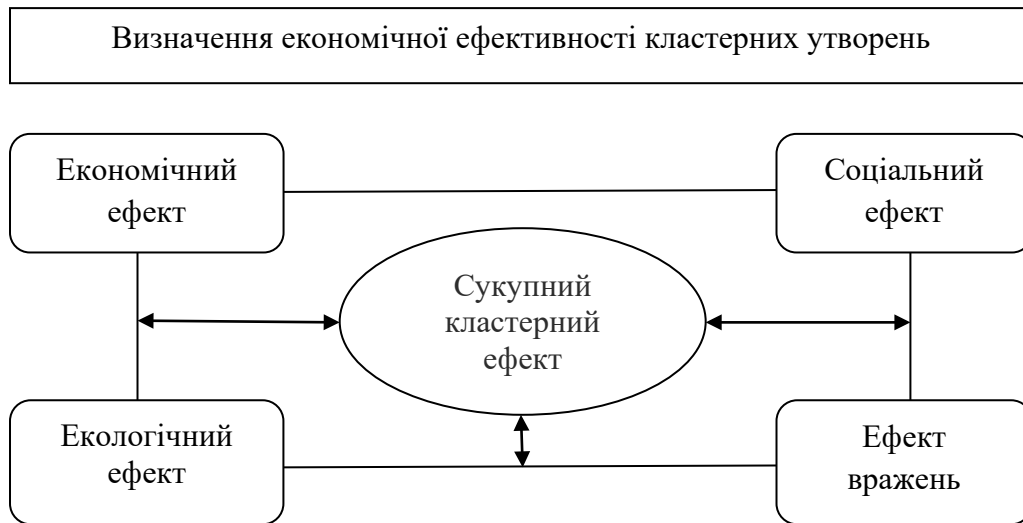 Визначення економічної ефективності кластерних утворень
Економічний
ефект
Соціальний
ефект
Сукупний
кластерний
ефект
Екологічний
ефект
Ефект
вражень